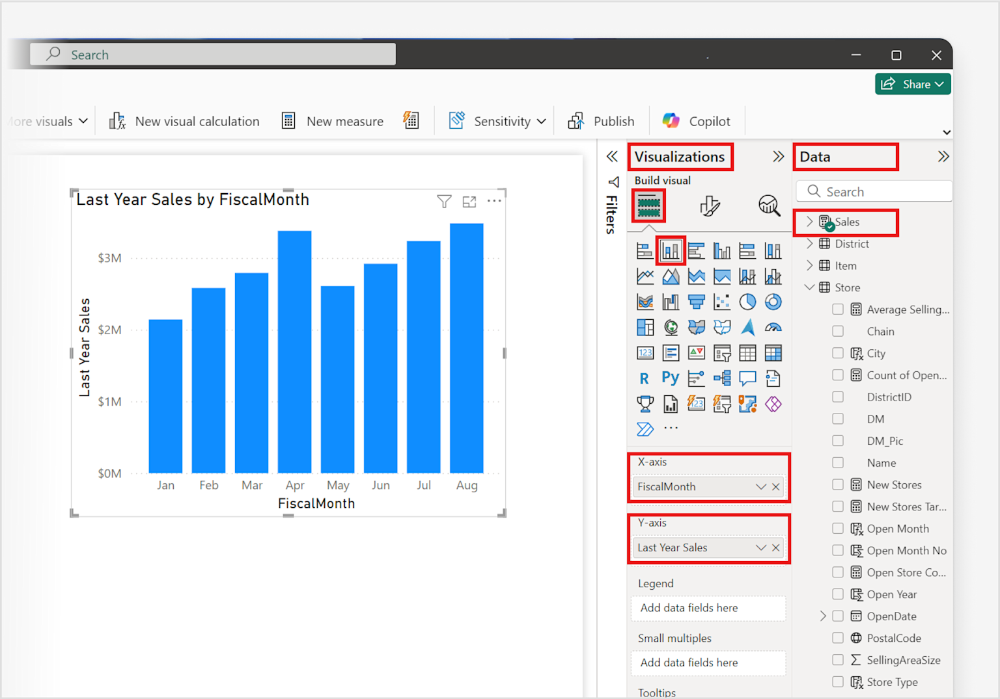 Search
Share
More visuals
New visual calculation
New measure
Sensitivity
Publish
Copilot
Last Year Sales by FiscalMonth
$3M
$2M
$1M
$0M
Last Year Sales
Jan Feb Mar Apr May Jun Jul Aug
FiscalMonth
Filters
Visualizations
Build visual
123
R
Py
123
X-axis
FiscalMonth
Y-axis
Last Year Sales
Legend
Add data fields here
Small multiples
Add data fields here
Tooltips
Data
Search
Sales
District
Item
Store
Average Selling...
Chain
City
Count of Open...
DistrictID
DM
DM_Pic
Name
New Stores
New Stores Tar...
Open Month
Open Month No
Open Store Co...
Open Year
OpenDate
PostalCode
SellingAreaSize
Store Type